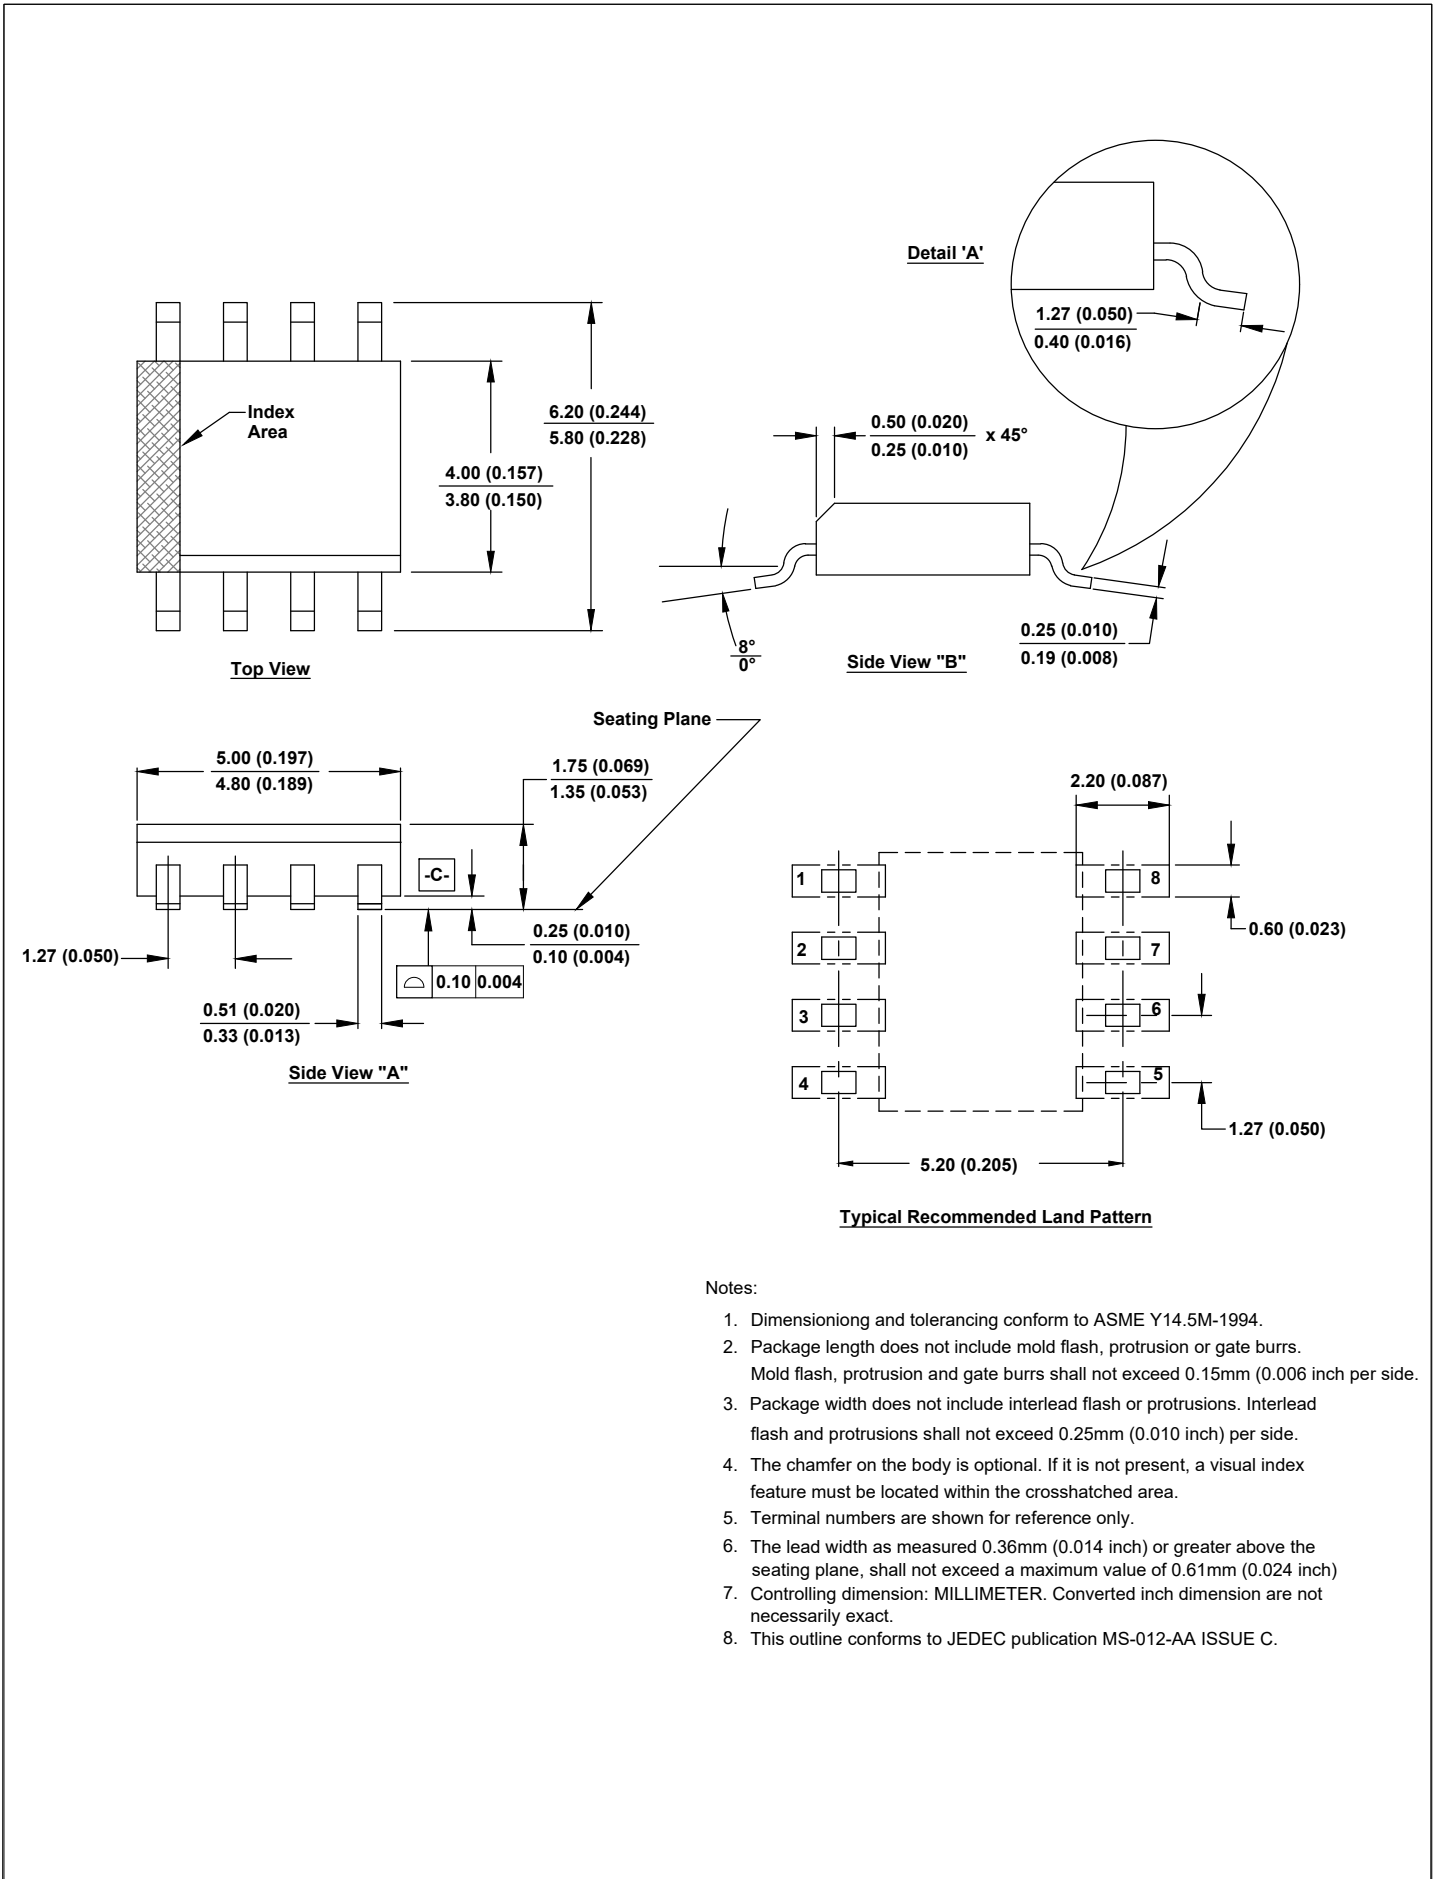 Detail 'A'
1.27 (0.050)
0.40 (0.016)
Index
Area
6.20 (0.244)
5.80 (0.228)
4.00 (0.157)
3.80 (0.150)
0.50 (0.020)
0.25 (0.010)
x 45°
8°
0°
0.25 (0.010)
0.19 (0.008)
Top View
Side View "B"
Seating Plane
5.00 (0.197)
4.80 (0.189)
1.75 (0.069)
1.35 (0.053)
-C-
0.25 (0.010)
0.10 (0.004)
1.27 (0.050)
0.10 0.004
0.51 (0.020)
0.33 (0.013)
Side View "A"
2.20 (0.087)
1
8
0.60 (0.023)
2
7
3
6
4
5
1.27 (0.050)
5.20 (0.205)
Typical Recommended Land Pattern
Notes:
1. Dimensioniong and tolerancing conform to ASME Y14.5M-1994.
2. Package length does not include mold flash, protrusion or gate burrs.
Mold flash, protrusion and gate burrs shall not exceed 0.15mm (0.006 inch per side.
3. Package width does not include interlead flash or protrusions. Interlead
flash and protrusions shall not exceed 0.25mm (0.010 inch) per side.
4. The chamfer on the body is optional. If it is not present, a visual index
feature must be located within the crosshatched area.
5. Terminal numbers are shown for reference only.
6. The lead width as measured 0.36mm (0.014 inch) or greater above the
seating plane, shall not exceed a maximum value of 0.61mm (0.024 inch)
7. Controlling dimension: MILLIMETER. Converted inch dimension are not
necessarily exact.
8. This outline conforms to JEDEC publication MS-012-AA ISSUE C.